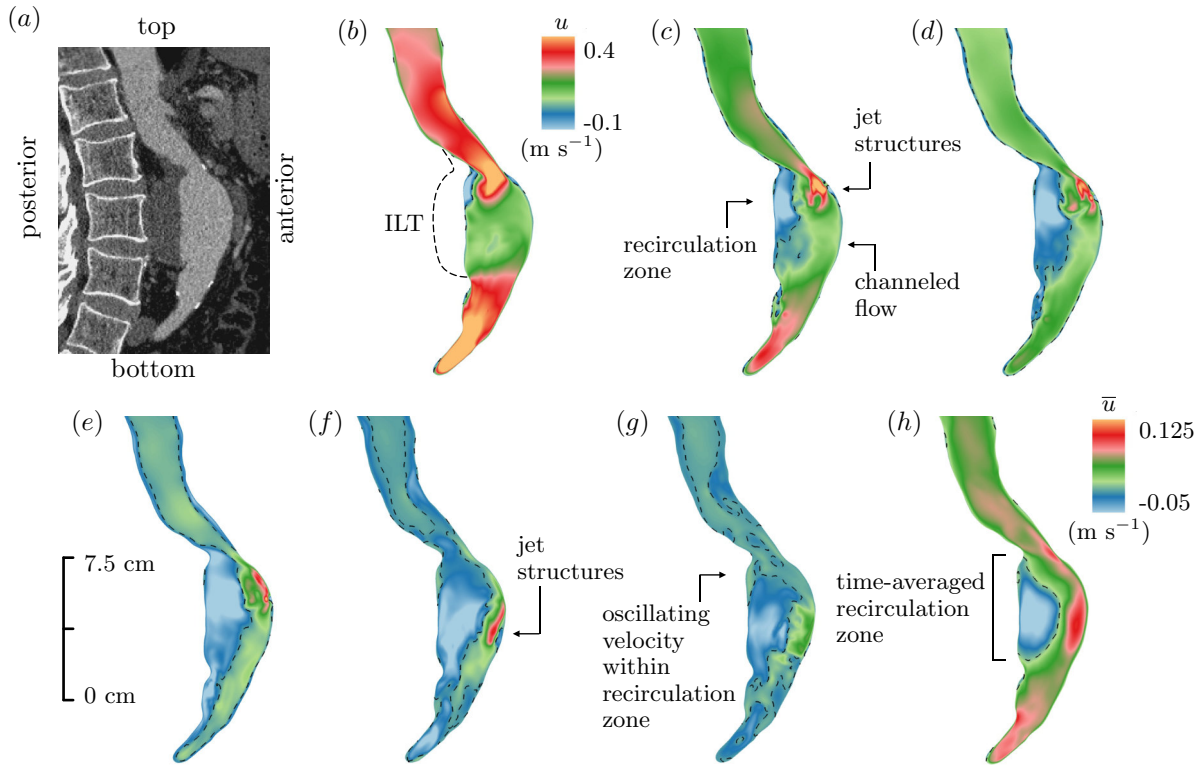 (a)
top
posterior
anterior
bottom
(b)
u
0.4
-0.1
(m s⁻¹)
ILT
(c)
jet
structures
recirculation
zone
channeled
flow
(d)
(e)
7.5 cm
0 cm
(f)
jet
structures
(g)
oscillating
velocity
within
recirculation
zone
(h)
u̅
0.125
-0.05
(m s⁻¹)
time-averaged
recirculation
zone